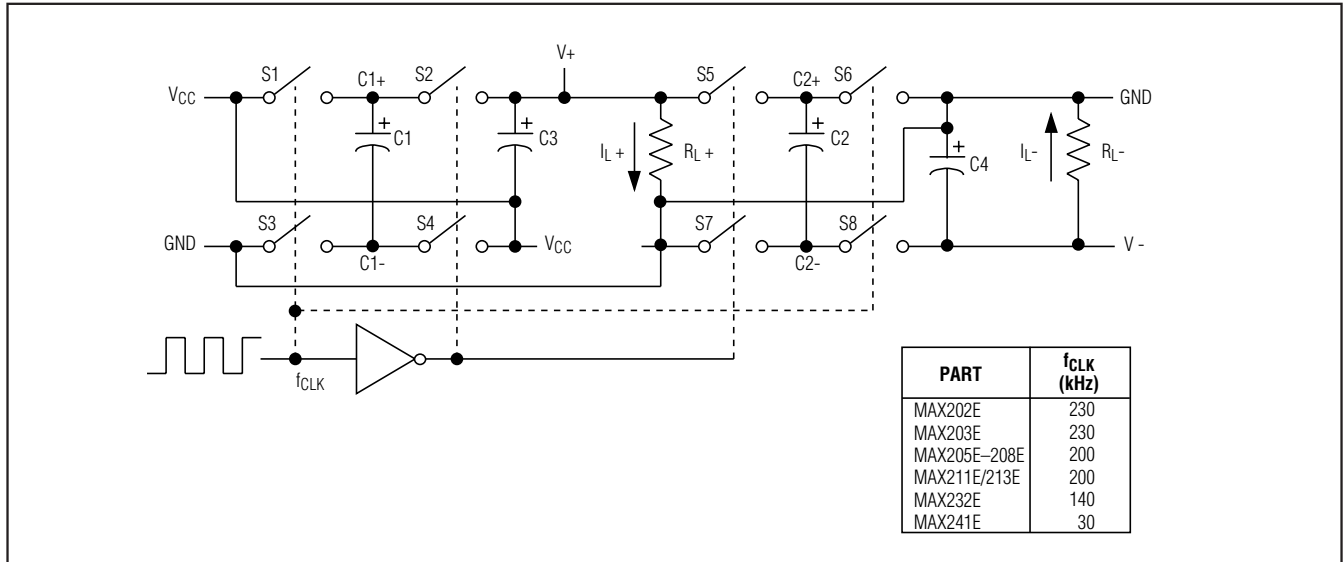 V+
S1 C1+ S2 S5 C2+ S6
VCC GND
+ C1 + C3 IL + RL + + C2 + C4 IL- RL-
S3 S4 S7 S8
GND VCC V -
C1- C2-
fCLK
PART fCLK (kHz)
MAX202E 230
MAX203E 230
MAX205E–208E 200
MAX211E/213E 200
MAX232E 140
MAX241E 30